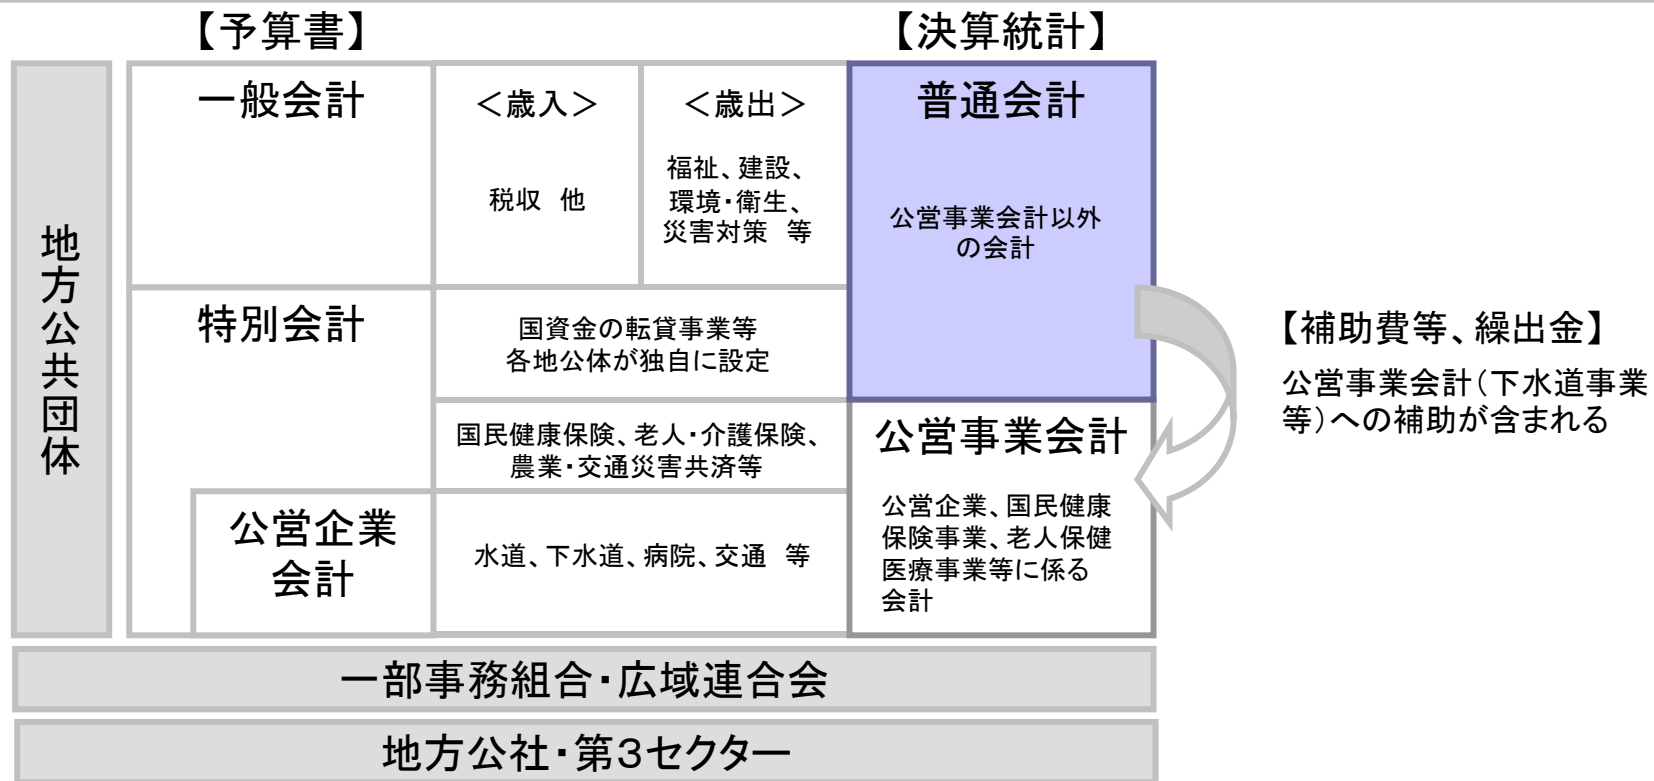 【予算書】
【決算統計】
地方公共団体
一般会計
＜歳入＞
税収　他
＜歳出＞
福祉、建設、
環境・衛生、
災害対策　等
普通会計
公営事業会計以外
の会計
特別会計
国資金の転貸事業等
各地公体が独自に設定
国民健康保険、老人・介護保険、
農業・交通災害共済等
公営企業
会計
水道、下水道、病院、交通　等
公営事業会計
公営企業、国民健康
保険事業、老人保健
医療事業等に係る
会計
【補助費等、繰出金】
公営事業会計（下水道事業
等）への補助が含まれる
一部事務組合・広域連合会
地方公社・第３セクター